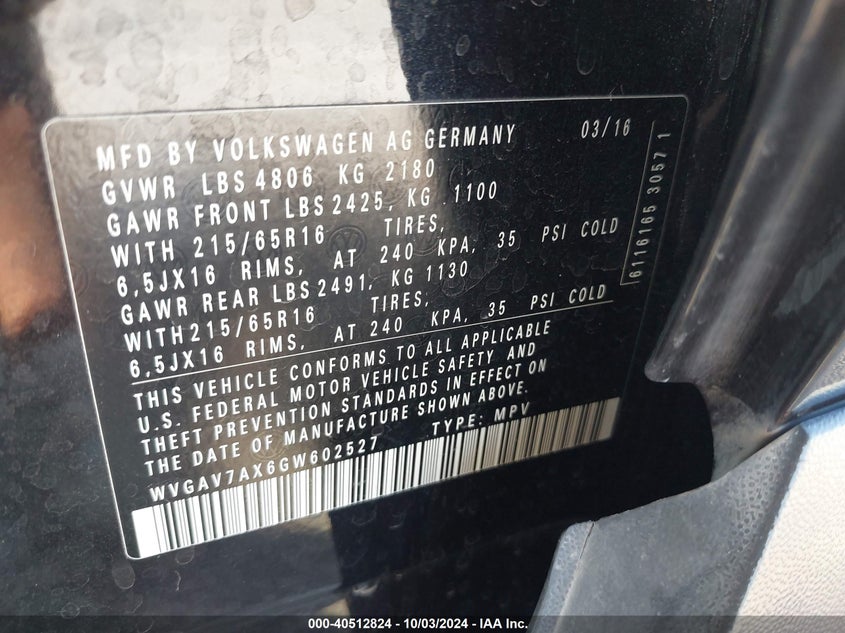 MFD BY VOLKSWAGEN AG GERMANY 03/16
GVWR LBS 4806 KG 2180
GAWR FRONT LBS 2425, KG 1100
WITH 215/65R16 TIRES,
6,5JX16 RIMS, AT 240 KPA, 35 PSI COLD
GAWR REAR LBS 2491, KG 1130
WITH 215/65R16 TIRES,
6,5JX16 RIMS, AT 240 KPA, 35 PSI COLD
THIS VEHICLE CONFORMS TO ALL APPLICABLE
U.S. FEDERAL MOTOR VEHICLE SAFETY AND
THEFT PREVENTION STANDARDS IN EFFECT ON
THE DATE OF MANUFACTURE SHOWN ABOVE.
WVGAV7AX6GW602527 TYPE: MPV
6116165 30571
000-40512824 - 10/03/2024 - IAA Inc.